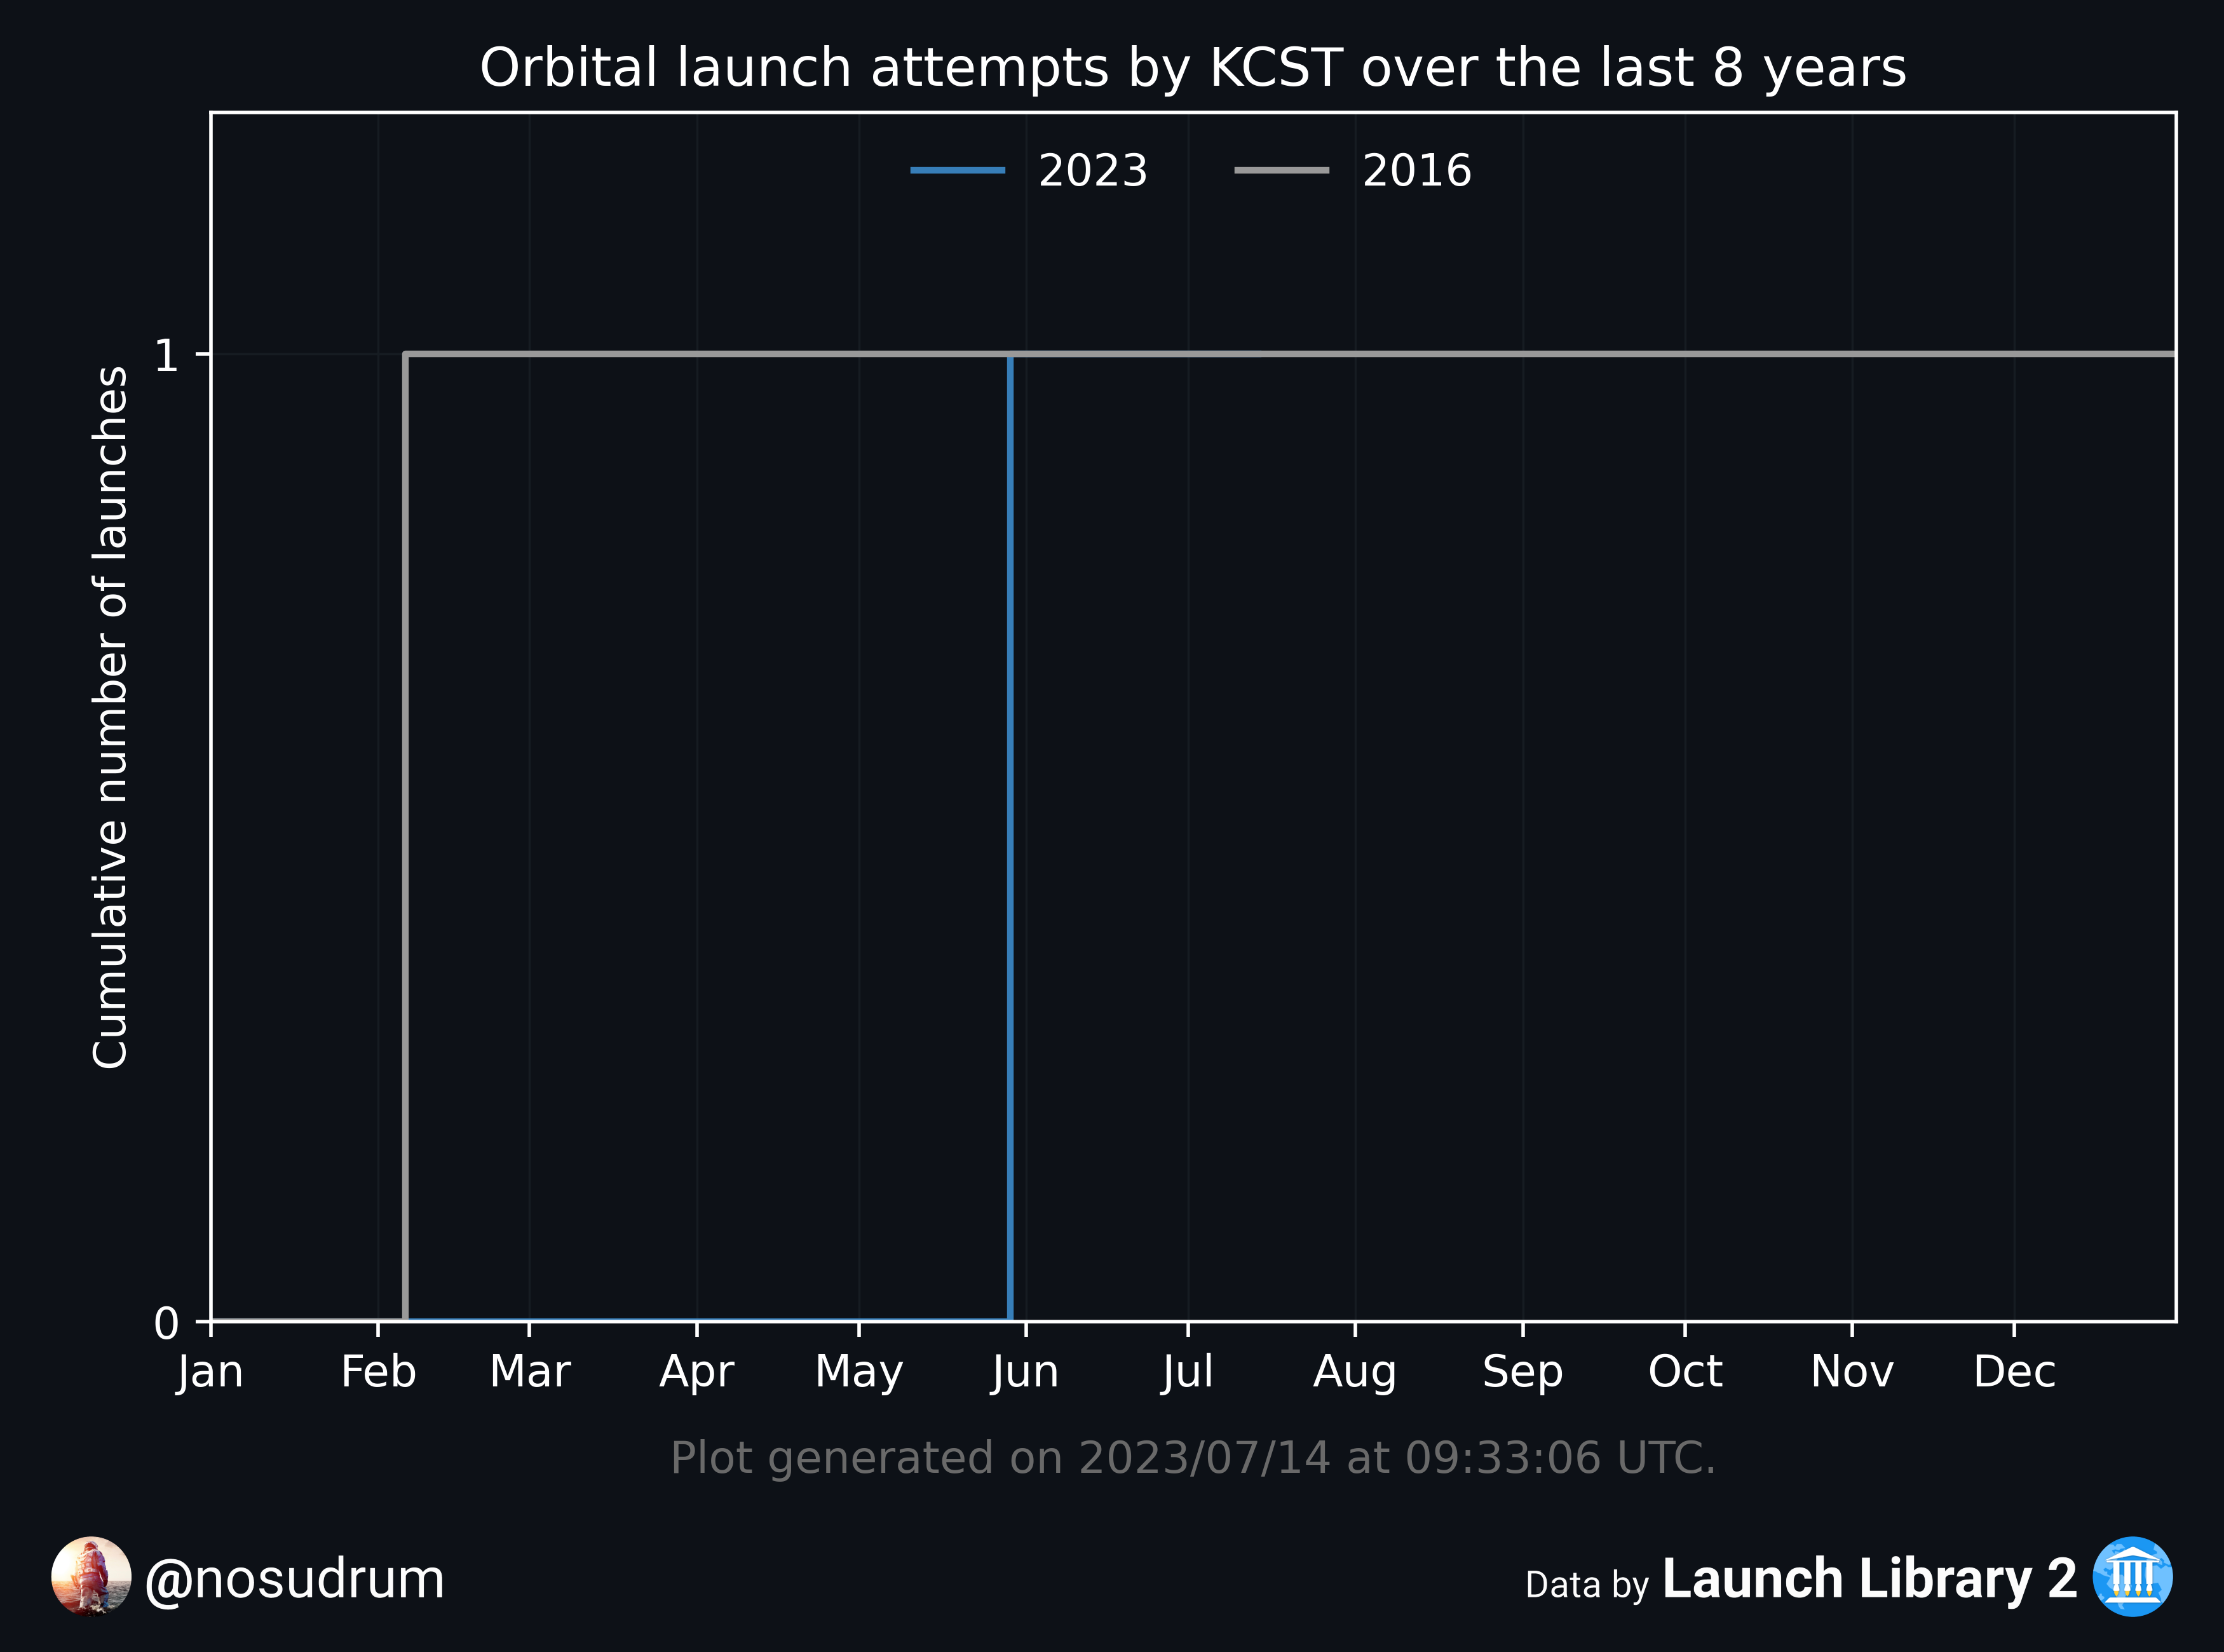 Orbital launch attempts by KCST over the last 8 years
2023 2016
Cumulative number of launches
1
0
Jan Feb Mar Apr May Jun Jul Aug Sep Oct Nov Dec
Plot generated on 2023/07/14 at 09:33:06 UTC.
@nosudrum
Data by Launch Library 2